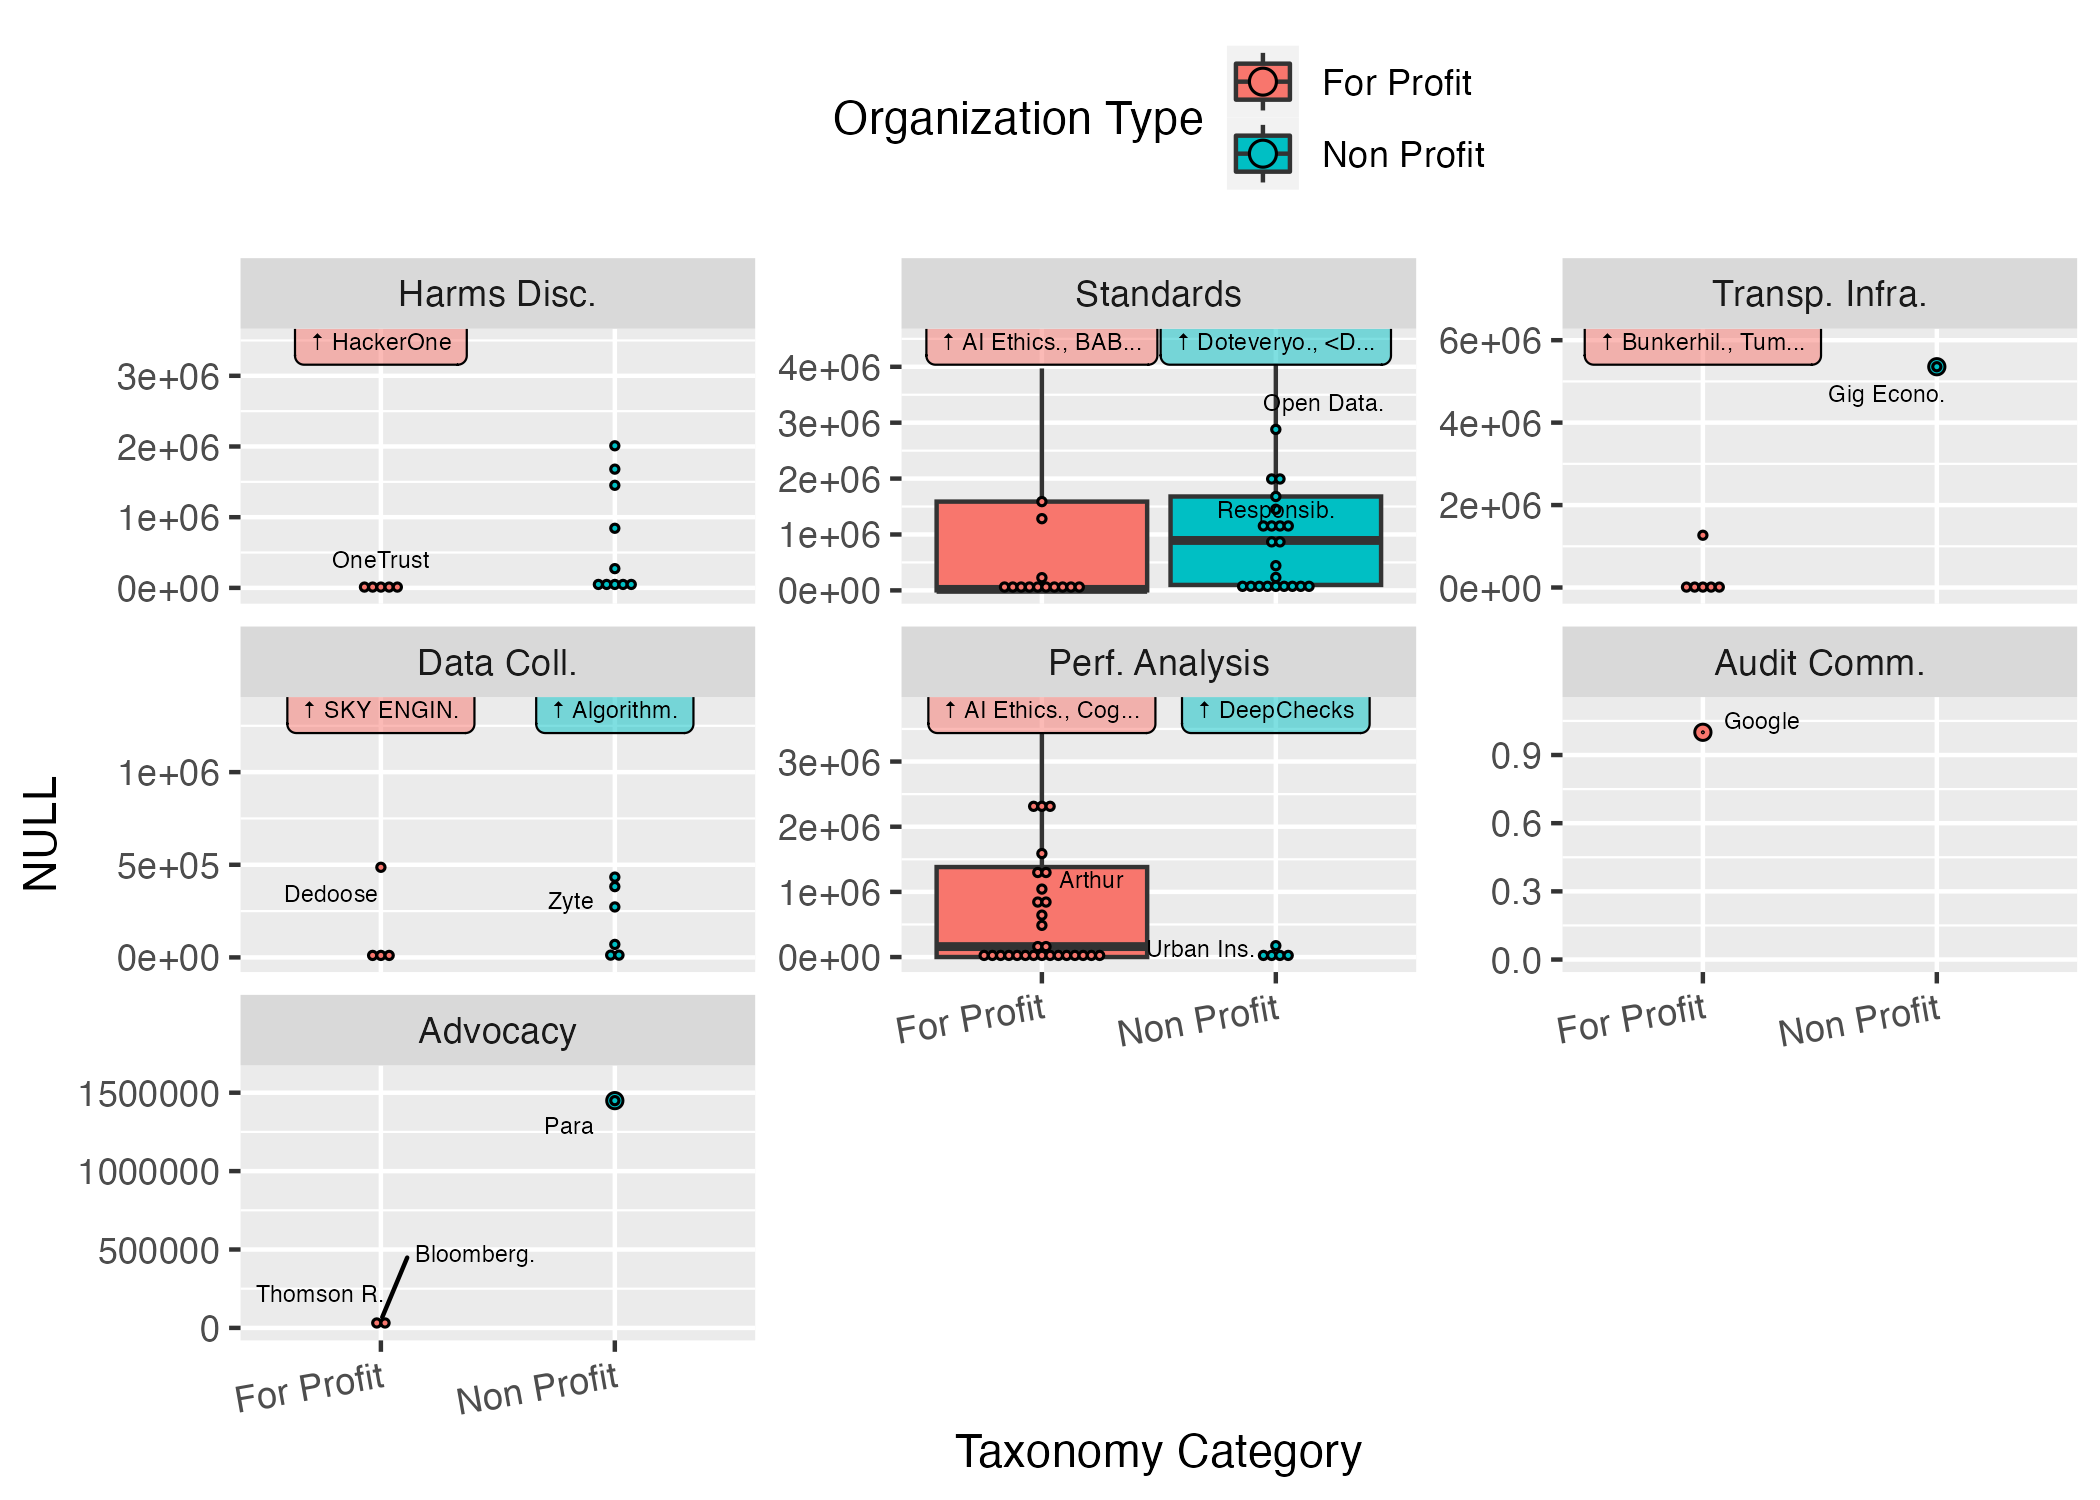 Organization Type
For Profit
Non Profit
Harms Disc.
Standards
Transp. Infra.
↑ HackerOne
3e+06
2e+06
1e+06
0e+00
OneTrust
↑ AI Ethics., BAB...
↑ Doteveryo., <D...
4e+06
3e+06
2e+06
1e+06
0e+00
Open Data.
Responsib.
↑ Bunkerhil., Tum...
6e+06
4e+06
2e+06
0e+00
Gig Econo.
Data Coll.
Perf. Analysis
Audit Comm.
↑ SKY ENGIN.
↑ Algorithm.
1e+06
5e+05
0e+00
Dedoose
Zyte
↑ AI Ethics., Cog...
↑ DeepChecks
3e+06
2e+06
1e+06
0e+00
Arthur
Urban Ins.
Google
0.9
0.6
0.3
0.0
For Profit
Non Profit
For Profit
Non Profit
Advocacy
1500000
1000000
500000
0
Para
Bloomberg.
Thomson R.
For Profit
Non Profit
NULL
Taxonomy Category